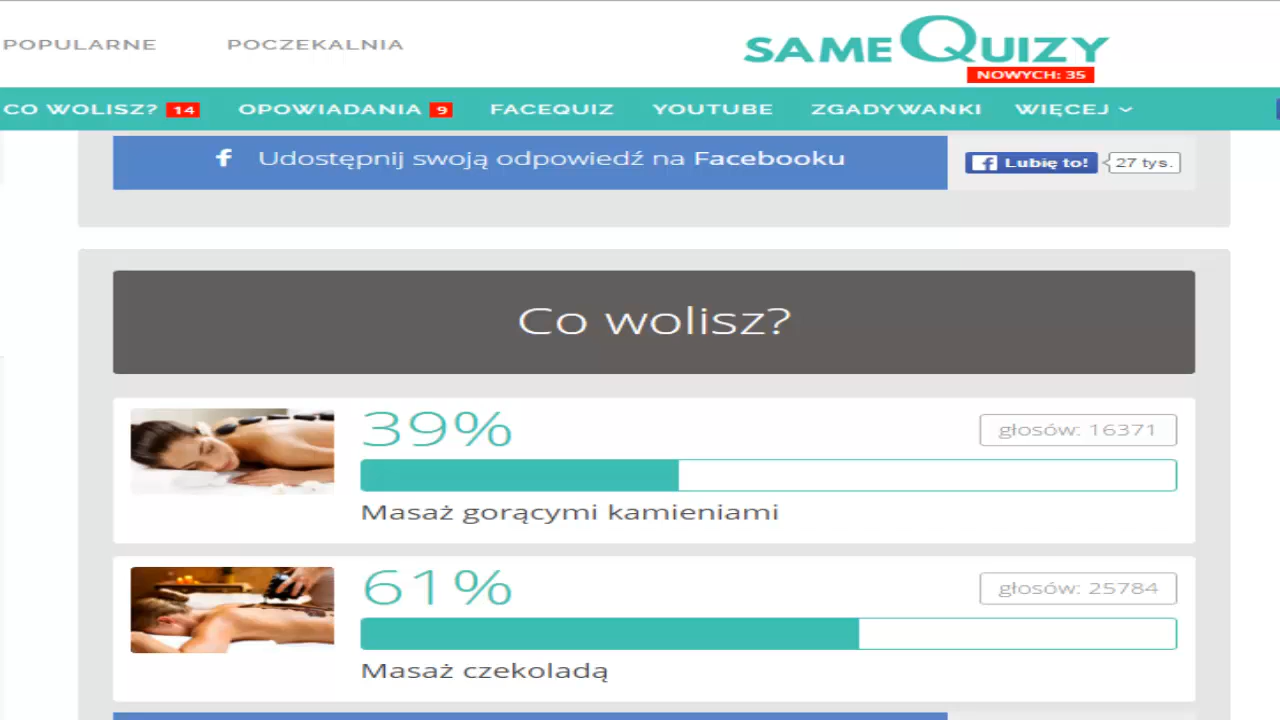 POPULARNE POCZEKALNIA SAMEQUIZY
NOWYCH: 35
CO WOLISZ? 14 OPOWIADANIA 9 FACEQUIZ YOUTUBE ZGADYWANKI WIĘCEJ
Udostępnij swoją odpowiedź na Facebooku Lubię to! 27 tys.
Co wolisz?
39% głosów: 16371
Masaż gorącymi kamieniami
61% głosów: 25784
Masaż czekoladą